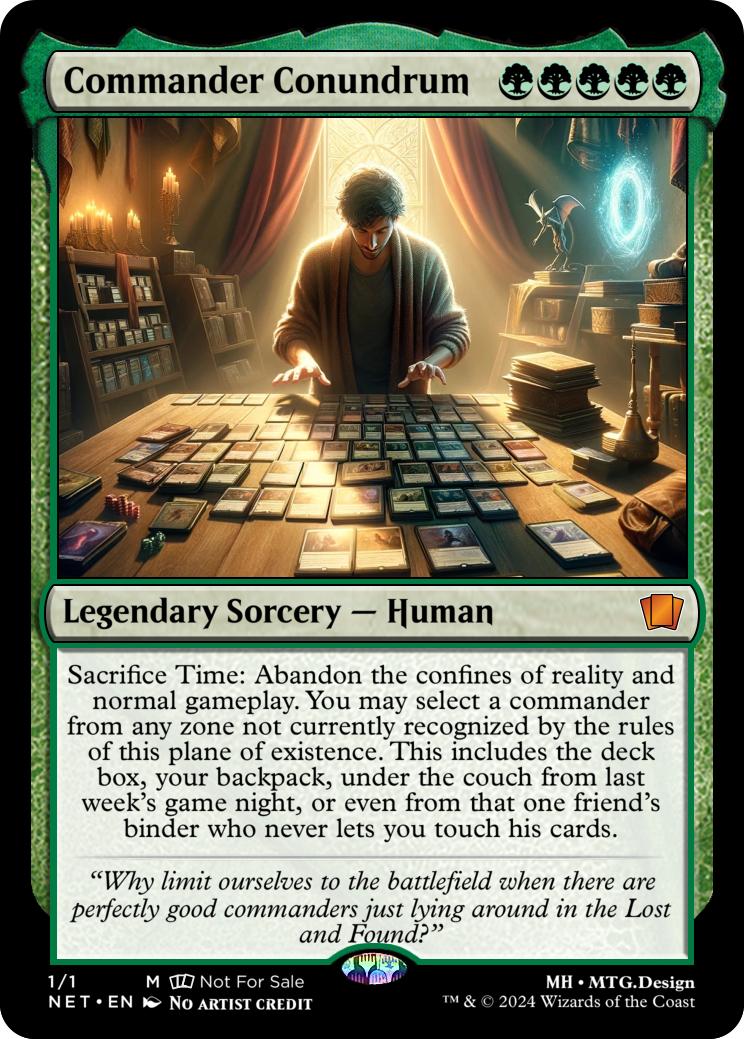 Commander Conundrum
Legendary Sorcery — Human
Sacrifice Time: Abandon the confines of reality and
normal gameplay. You may select a commander
from any zone not currently recognized by the rules
of this plane of existence. This includes the deck
box, your backpack, under the couch from last
week's game night, or even from that one friend's
binder who never lets you touch his cards.
“Why limit ourselves to the battlefield when there are
perfectly good commanders just lying around in the Lost
and Found?”
1/1 M Not For Sale
NET • EN No artist credit
MH • MTG.Design
™ & © 2024 Wizards of the Coast